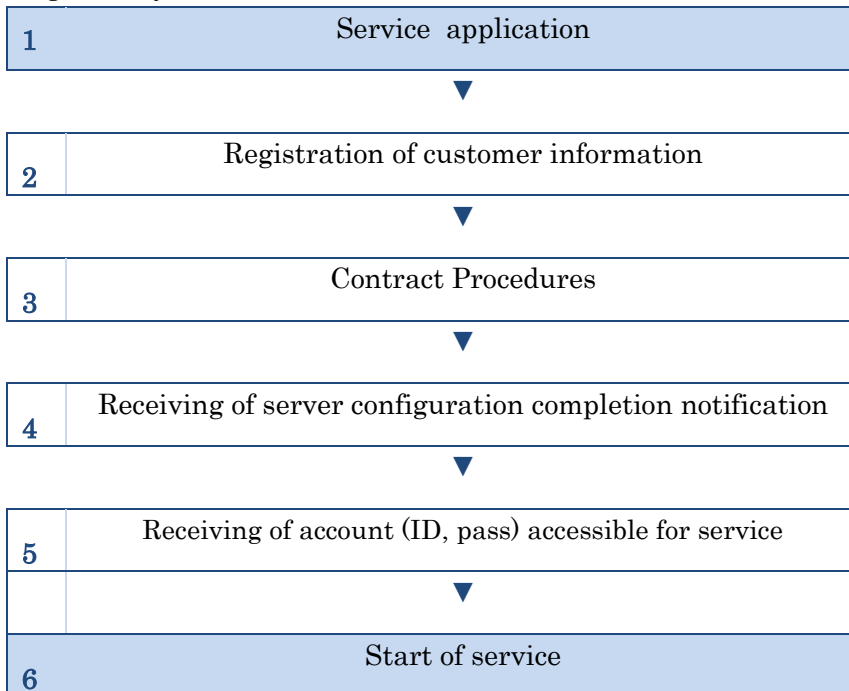 1 Service application
▼
2 Registration of customer information
▼
3 Contract Procedures
▼
4 Receiving of server configuration completion notification
▼
5 Receiving of account (ID, pass) accessible for service
▼
6 Start of service